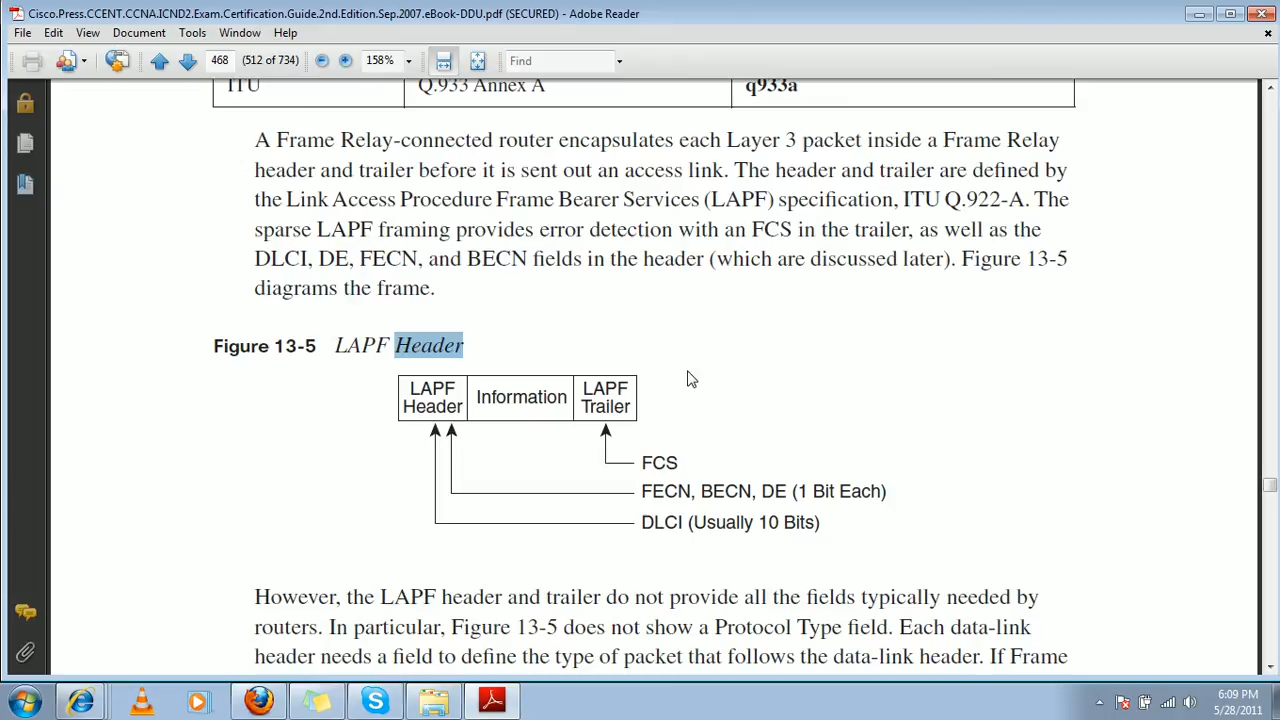 Cisco.Press.CCENT.CCNA.ICND2.Exam.Certification.Guide.2nd.Edition.Sep.2007.eBook-DDU.pdf (SECURED) - Adobe Reader
File Edit View Document Tools Window Help
468 (512 of 734) 158% Find
ITU Q.933 Annex A q933a
A Frame Relay-connected router encapsulates each Layer 3 packet inside a Frame Relay
header and trailer before it is sent out an access link. The header and trailer are defined by
the Link Access Procedure Frame Bearer Services (LAPF) specification, ITU Q.922-A. The
sparse LAPF framing provides error detection with an FCS in the trailer, as well as the
DLCI, DE, FECN, and BECN fields in the header (which are discussed later). Figure 13-5
diagrams the frame.
Figure 13-5 LAPF Header
LAPF
Header
Information
LAPF
Trailer
FCS
FECN, BECN, DE (1 Bit Each)
DLCI (Usually 10 Bits)
However, the LAPF header and trailer do not provide all the fields typically needed by
routers. In particular, Figure 13-5 does not show a Protocol Type field. Each data-link
header needs a field to define the type of packet that follows the data-link header. If Frame
6:09 PM
5/28/2011